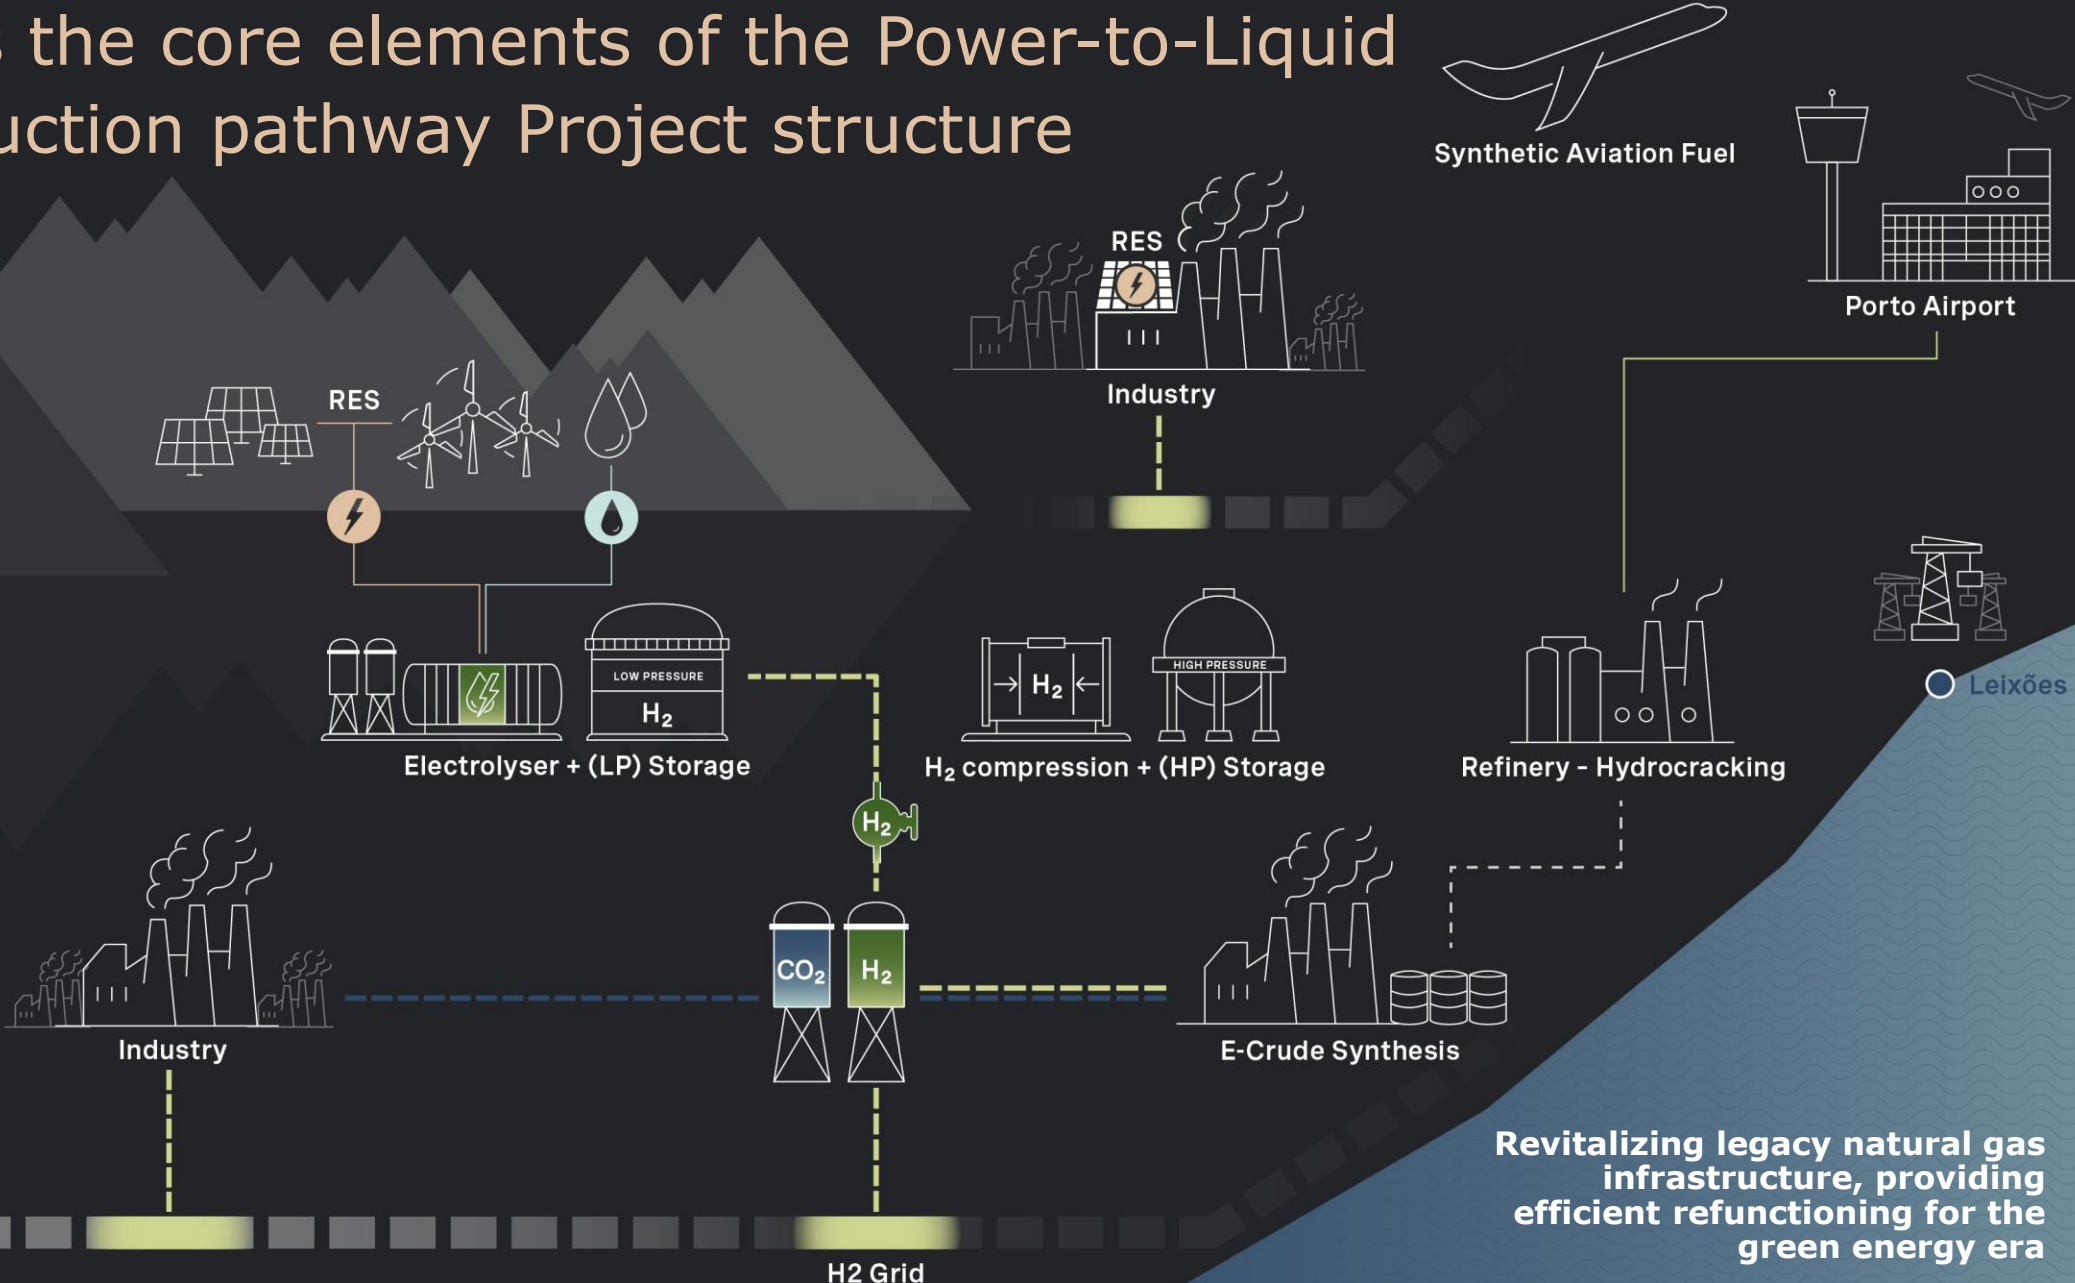 the core elements of the Power-to-Liquid
pathway Project structure
Synthetic Aviation Fuel
RES
Porto Airport
Industry
RES
LOW PRESSURE
H₂
H₂
HIGH PRESSURE
Leixões
Electrolyser + (LP) Storage
H₂ compression + (HP) Storage
Refinery - Hydrocracking
H₂
CO₂
H₂
Industry
E-Crude Synthesis
Revitalizing legacy natural gas
infrastructure, providing
efficient refunctioning for the
green energy era
H2 Grid